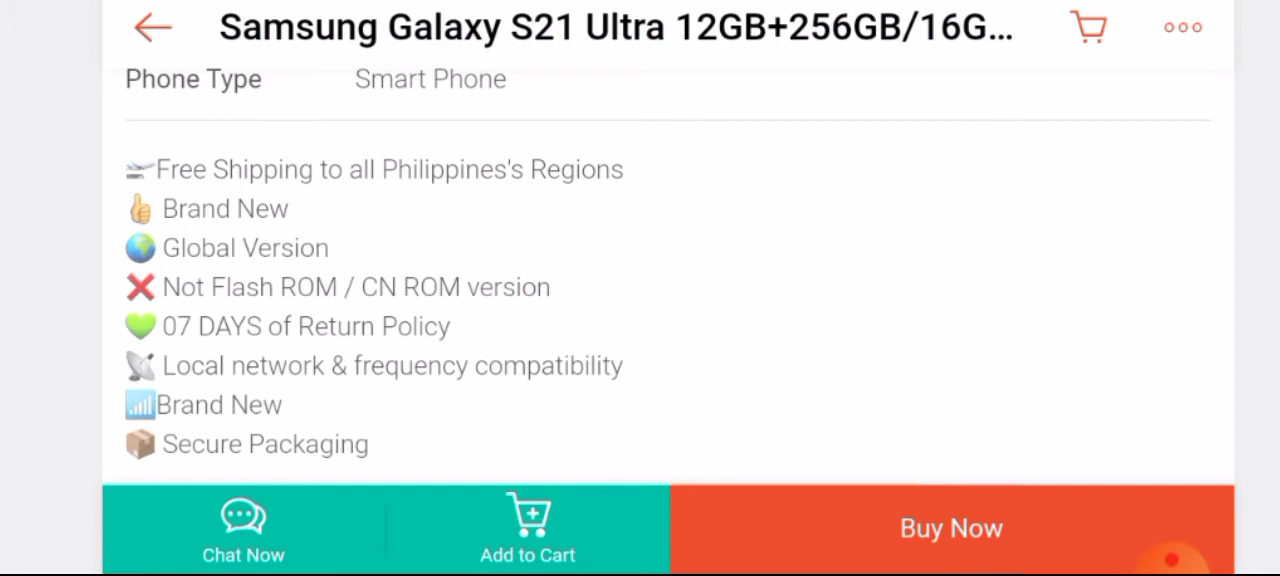 Samsung Galaxy S21 Ultra 12GB+256GB/16G...
Phone Type Smart Phone
Free Shipping to all Philippines's Regions
Brand New
Global Version
Not Flash ROM / CN ROM version
07 DAYS of Return Policy
Local network & frequency compatibility
Brand New
Secure Packaging
Chat Now
Add to Cart
Buy Now